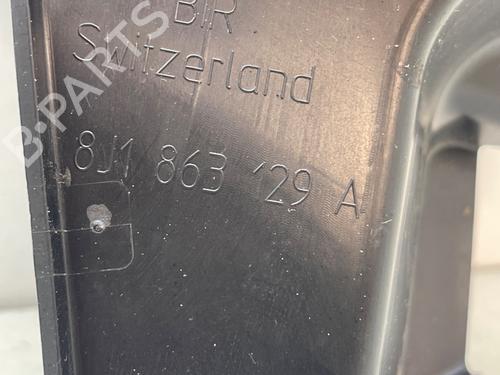 BIR
Switzerland
8J1 863 129 A
B-PARTS